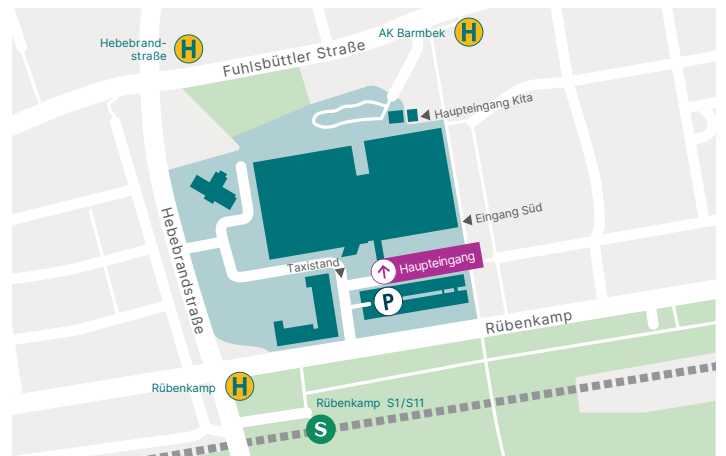 Hebebrand-
straße
H
Fuhlsbüttler Straße
AK Barmbek
H
Haupteingang Kita
Eingang Süd
Hebebrandstraße
Taxistand
Haupteingang
P
Rübenkamp
Rübenkamp
H
Rübenkamp S1/S11
S